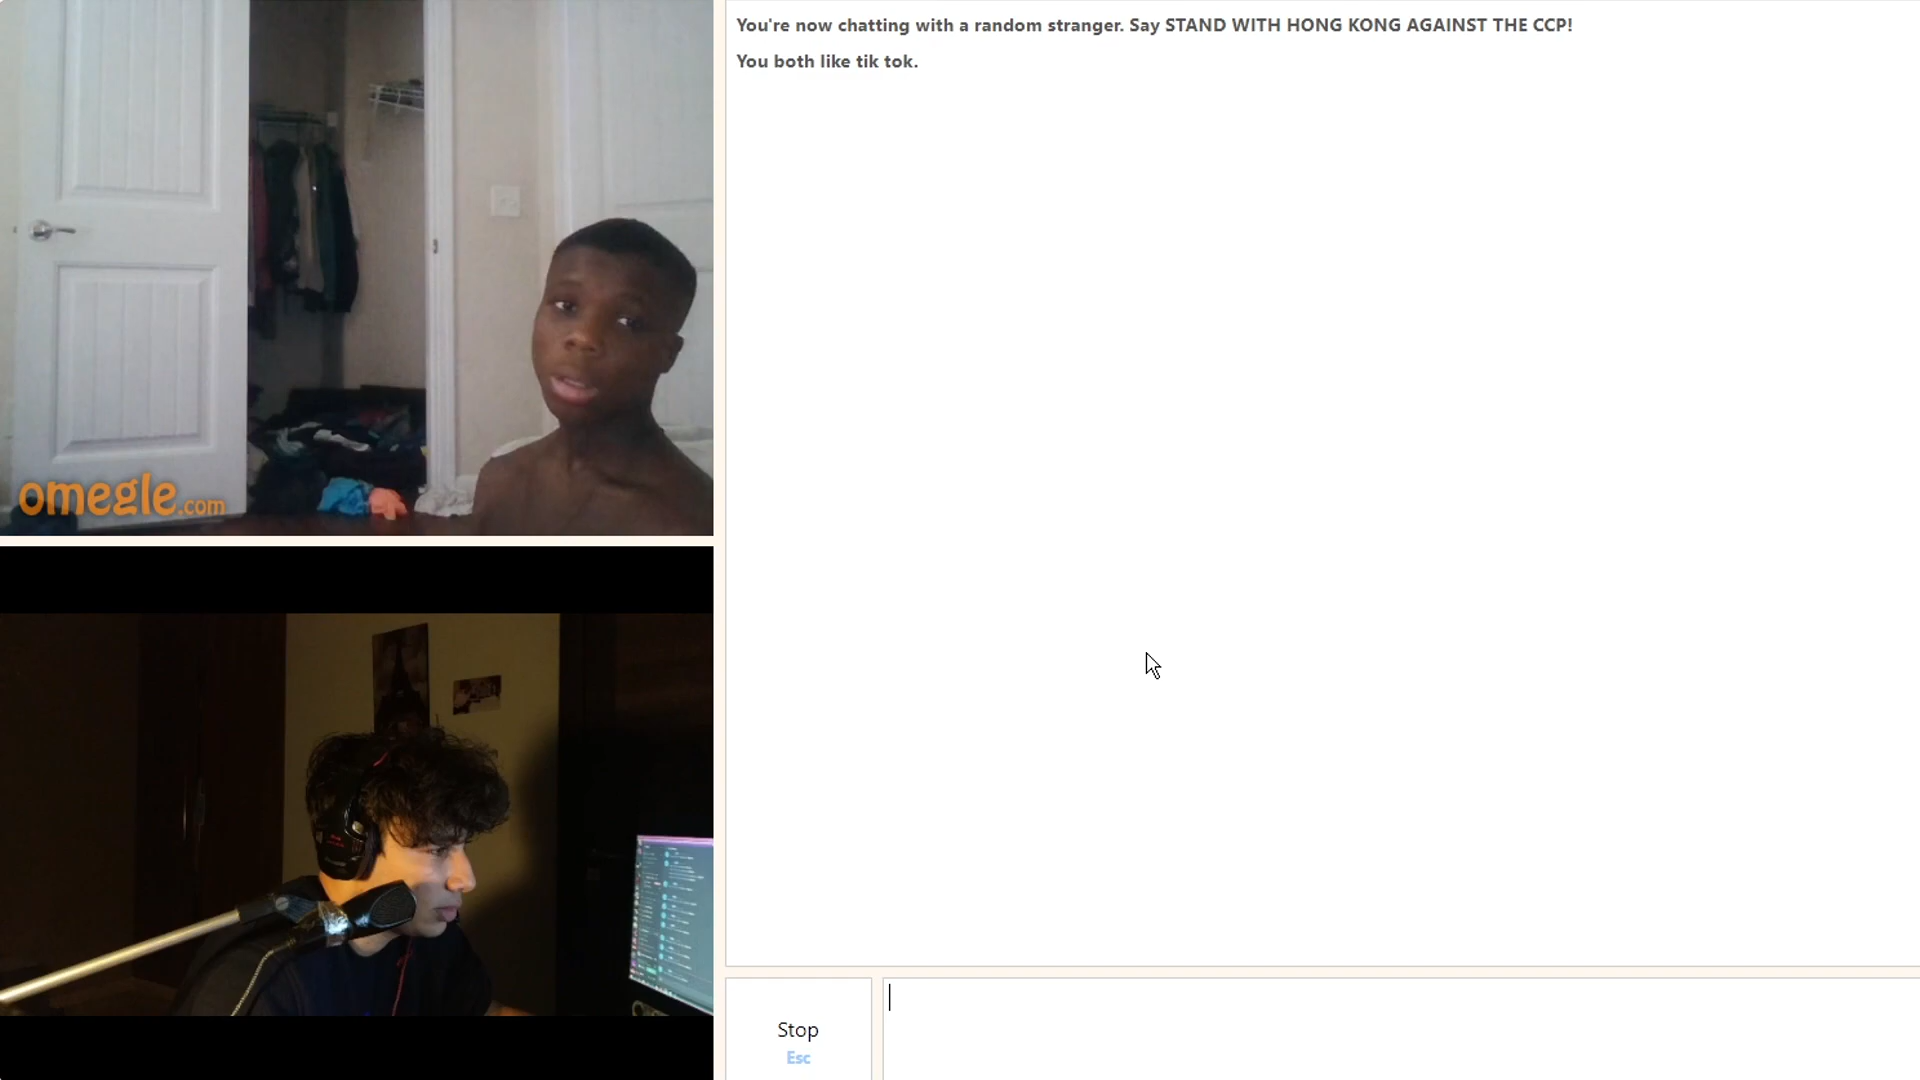 You're now chatting with a random stranger. Say STAND WITH HONG KONG AGAINST THE CCP!
You both like tik tok.
omegle.com
Stop
Esc